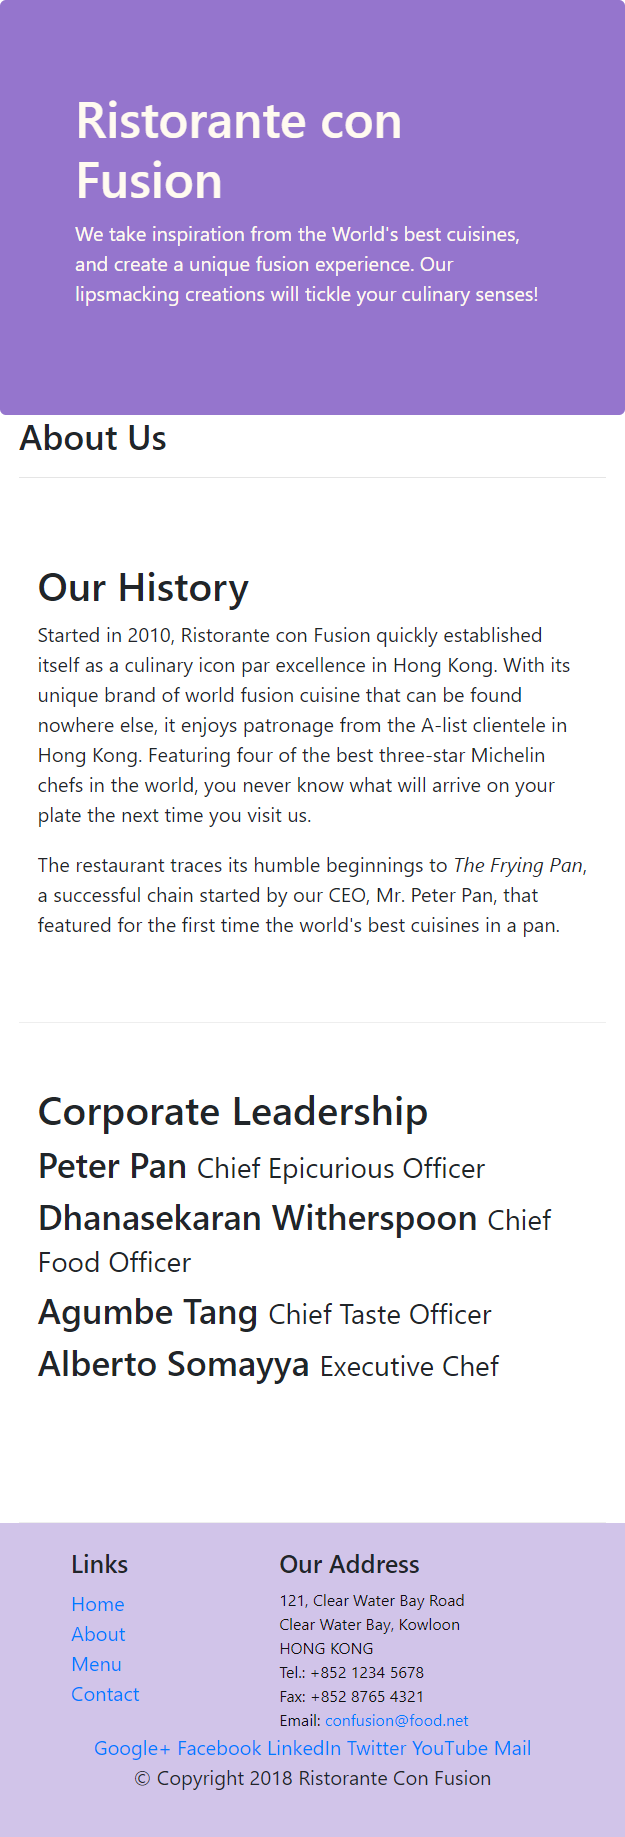 Ristorante con
Fusion
We take inspiration from the World's best cuisines,
and create a unique fusion experience. Our
lipsmacking creations will tickle your culinary senses!
About Us
Our History
Started in 2010, Ristorante con Fusion quickly established
itself as a culinary icon par excellence in Hong Kong. With its
unique brand of world fusion cuisine that can be found
nowhere else, it enjoys patronage from the A-list clientele in
Hong Kong. Featuring four of the best three-star Michelin
chefs in the world, you never know what will arrive on your
plate the next time you visit us.
The restaurant traces its humble beginnings to The Frying Pan,
a successful chain started by our CEO, Mr. Peter Pan, that
featured for the first time the world's best cuisines in a pan.
Corporate Leadership
Peter Pan Chief Epicurious Officer
Dhanasekaran Witherspoon Chief
Food Officer
Agumbe Tang Chief Taste Officer
Alberto Somayya Executive Chef
Links
Home
About
Menu
Contact
Our Address
121, Clear Water Bay Road
Clear Water Bay, Kowloon
HONG KONG
Tel.: +852 1234 5678
Fax: +852 8765 4321
Email: confusion@food.net
Google+ Facebook LinkedIn Twitter YouTube Mail
© Copyright 2018 Ristorante Con Fusion